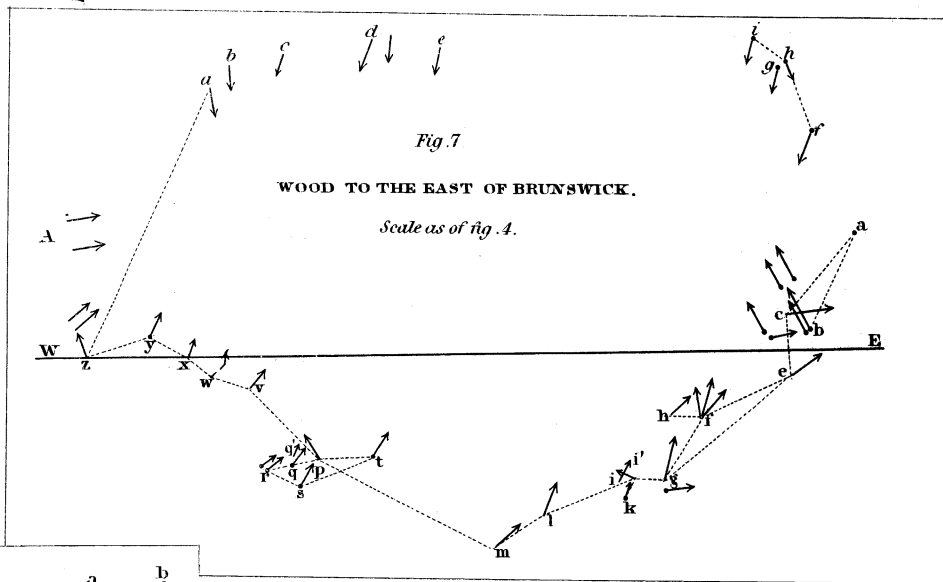 i
h
g
f
a
b
c
d
e
Fig. 7
WOOD TO THE EAST OF BRUNSWICK.
Scale as of fig. 4.
A
a
c
b
W
E
z
y
x
w
v
e
h
f
q'
r
q
p
t
s
i
i'
g
k
l
m
a
b